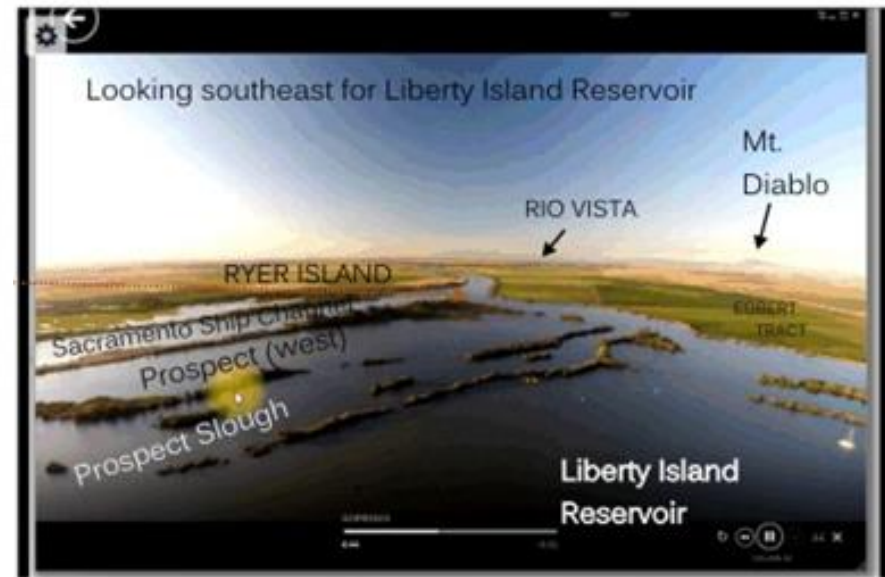 Looking southeast for Liberty Island Reservoir
Mt.
Diablo
RIO VISTA
RYER ISLAND
Sacramento Ship Channel
Prospect (west)
EGBERT
TRACT
Prospect Slough
Liberty Island
Reservoir